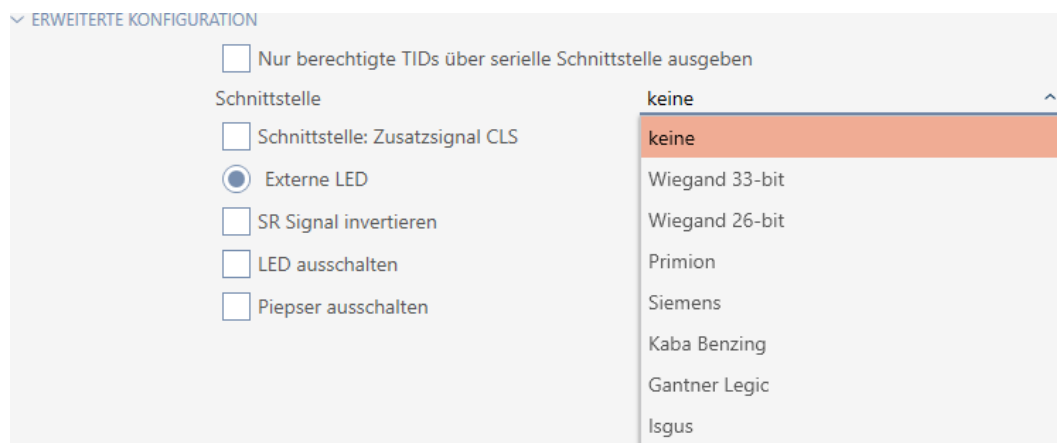 ERWEITERTE KONFIGURATION
Nur berechtigte TIDs über serielle Schnittstelle ausgeben
Schnittstelle keine
Schnittstelle: Zusatzsignal CLS keine
Externe LED Wiegand 33-bit
SR Signal invertieren Wiegand 26-bit
LED ausschalten Primion
Piepser ausschalten Siemens
Kaba Benzing
Gantner Legic
Isgus